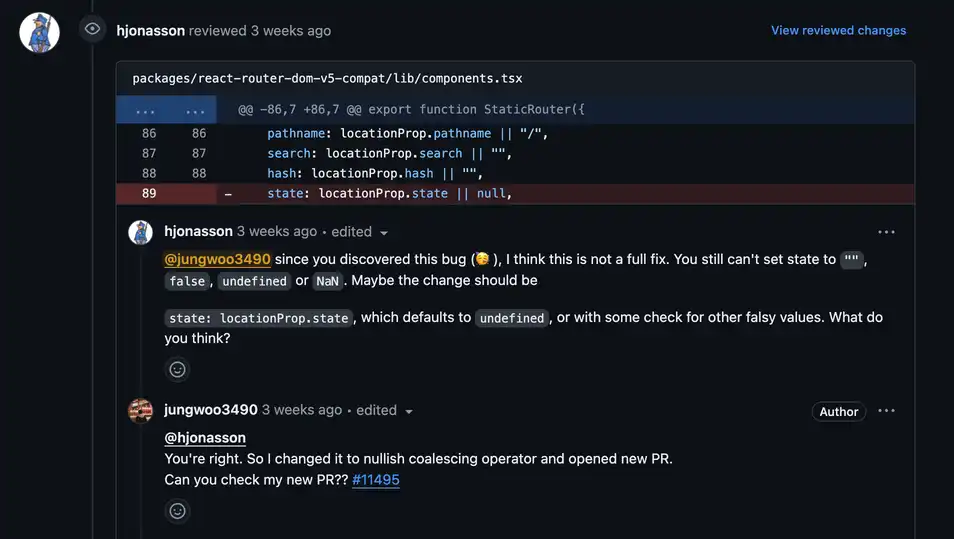 hjonasson reviewed 3 weeks ago View reviewed changes
packages/react-router-dom-v5-compat/lib/components.tsx
... ... @@ -86,7 +86,7 @@ export function StaticRouter({
86 86 pathname: locationProp.pathname || "/",
87 87 search: locationProp.search || "",
88 88 hash: locationProp.hash || "",
89 - state: locationProp.state || null,
hjonasson 3 weeks ago • edited
@jungwoo3490 since you discovered this bug (🥳), I think this is not a full fix. You still can't set state to "",
false, undefined or NaN. Maybe the change should be
state: locationProp.state, which defaults to undefined, or with some check for other falsy values. What do
you think?
jungwoo3490 3 weeks ago • edited Author
@hjonasson
You're right. So I changed it to nullish coalescing operator and opened new PR.
Can you check my new PR?? #11495